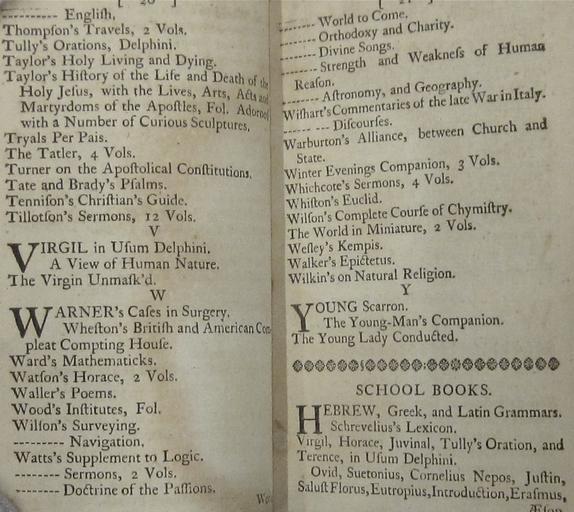 [ 20 ]
--------- Engliſh.
Thompſon's Travels, 2 Vols.
Tully's Orations, Delphini.
Taylor's Holy Living and Dying.
Taylor's Hiſtory of the Life and Death of the
Holy Jeſus, with the Lives, Arts, Acts and
Martyrdoms of the Apoſtles, Fol. Adorned
with a Number of Curious Sculptures.
Tryals Per Pais.
The Tatler, 4 Vols.
Turner on the Apoſtolical Conſtitutions.
Tate and Brady's Pſalms.
Tenniſon's Chriſtian's Guide.
Tillotſon's Sermons, 12 Vols.
V
VIRGIL in Uſum Delphini.
A View of Human Nature.
The Virgin Unmaſk'd.
W
WARNER's Caſes in Surgery.
Wheſton's Britiſh and American Com-
pleat Compting Houſe.
Ward's Mathematicks.
Watſon's Horace, 2 Vols.
Waller's Poems.
Wood's Inſtitutes, Fol.
Wilſon's Surveying.
--------- Navigation.
Watts's Supplement to Logic.
-------- Sermons, 2 Vols.
-------- Doctrine of the Paſſions.
-------- World to Come.
-------- Orthodoxy and Charity.
-------- Divine Songs.
-------- Strength and Weakneſs of Human
Reaſon.
-------- Aſtronomy, and Geography.
Wiſhart's Commentaries of the late War in Italy.
-------- Diſcourſes.
Warburton's Alliance, between Church and
State.
Winter Evenings Companion, 3 Vols.
Whichcote's Sermons, 4 Vols.
Whiſton's Euclid.
Wilſon's Complete Courſe of Chymiſtry.
The World in Miniature, 2 Vols.
Weſley's Kempis.
Walker's Epictetus.
Wilkin's on Natural Religion.
Y
YOUNG Scarron.
The Young-Man's Companion.
The Young Lady Conducted.
SCHOOL BOOKS.
HEBREW, Greek, and Latin Grammars.
Schrevelius's Lexicon.
Virgil, Horace, Juvinal, Tully's Oration, and
Terence, in Uſum Delphini.
Ovid, Suetonius, Cornelius Nepos, Juſtin,
Saluſt Florus, Eutropius, Introduction, Eraſmus,